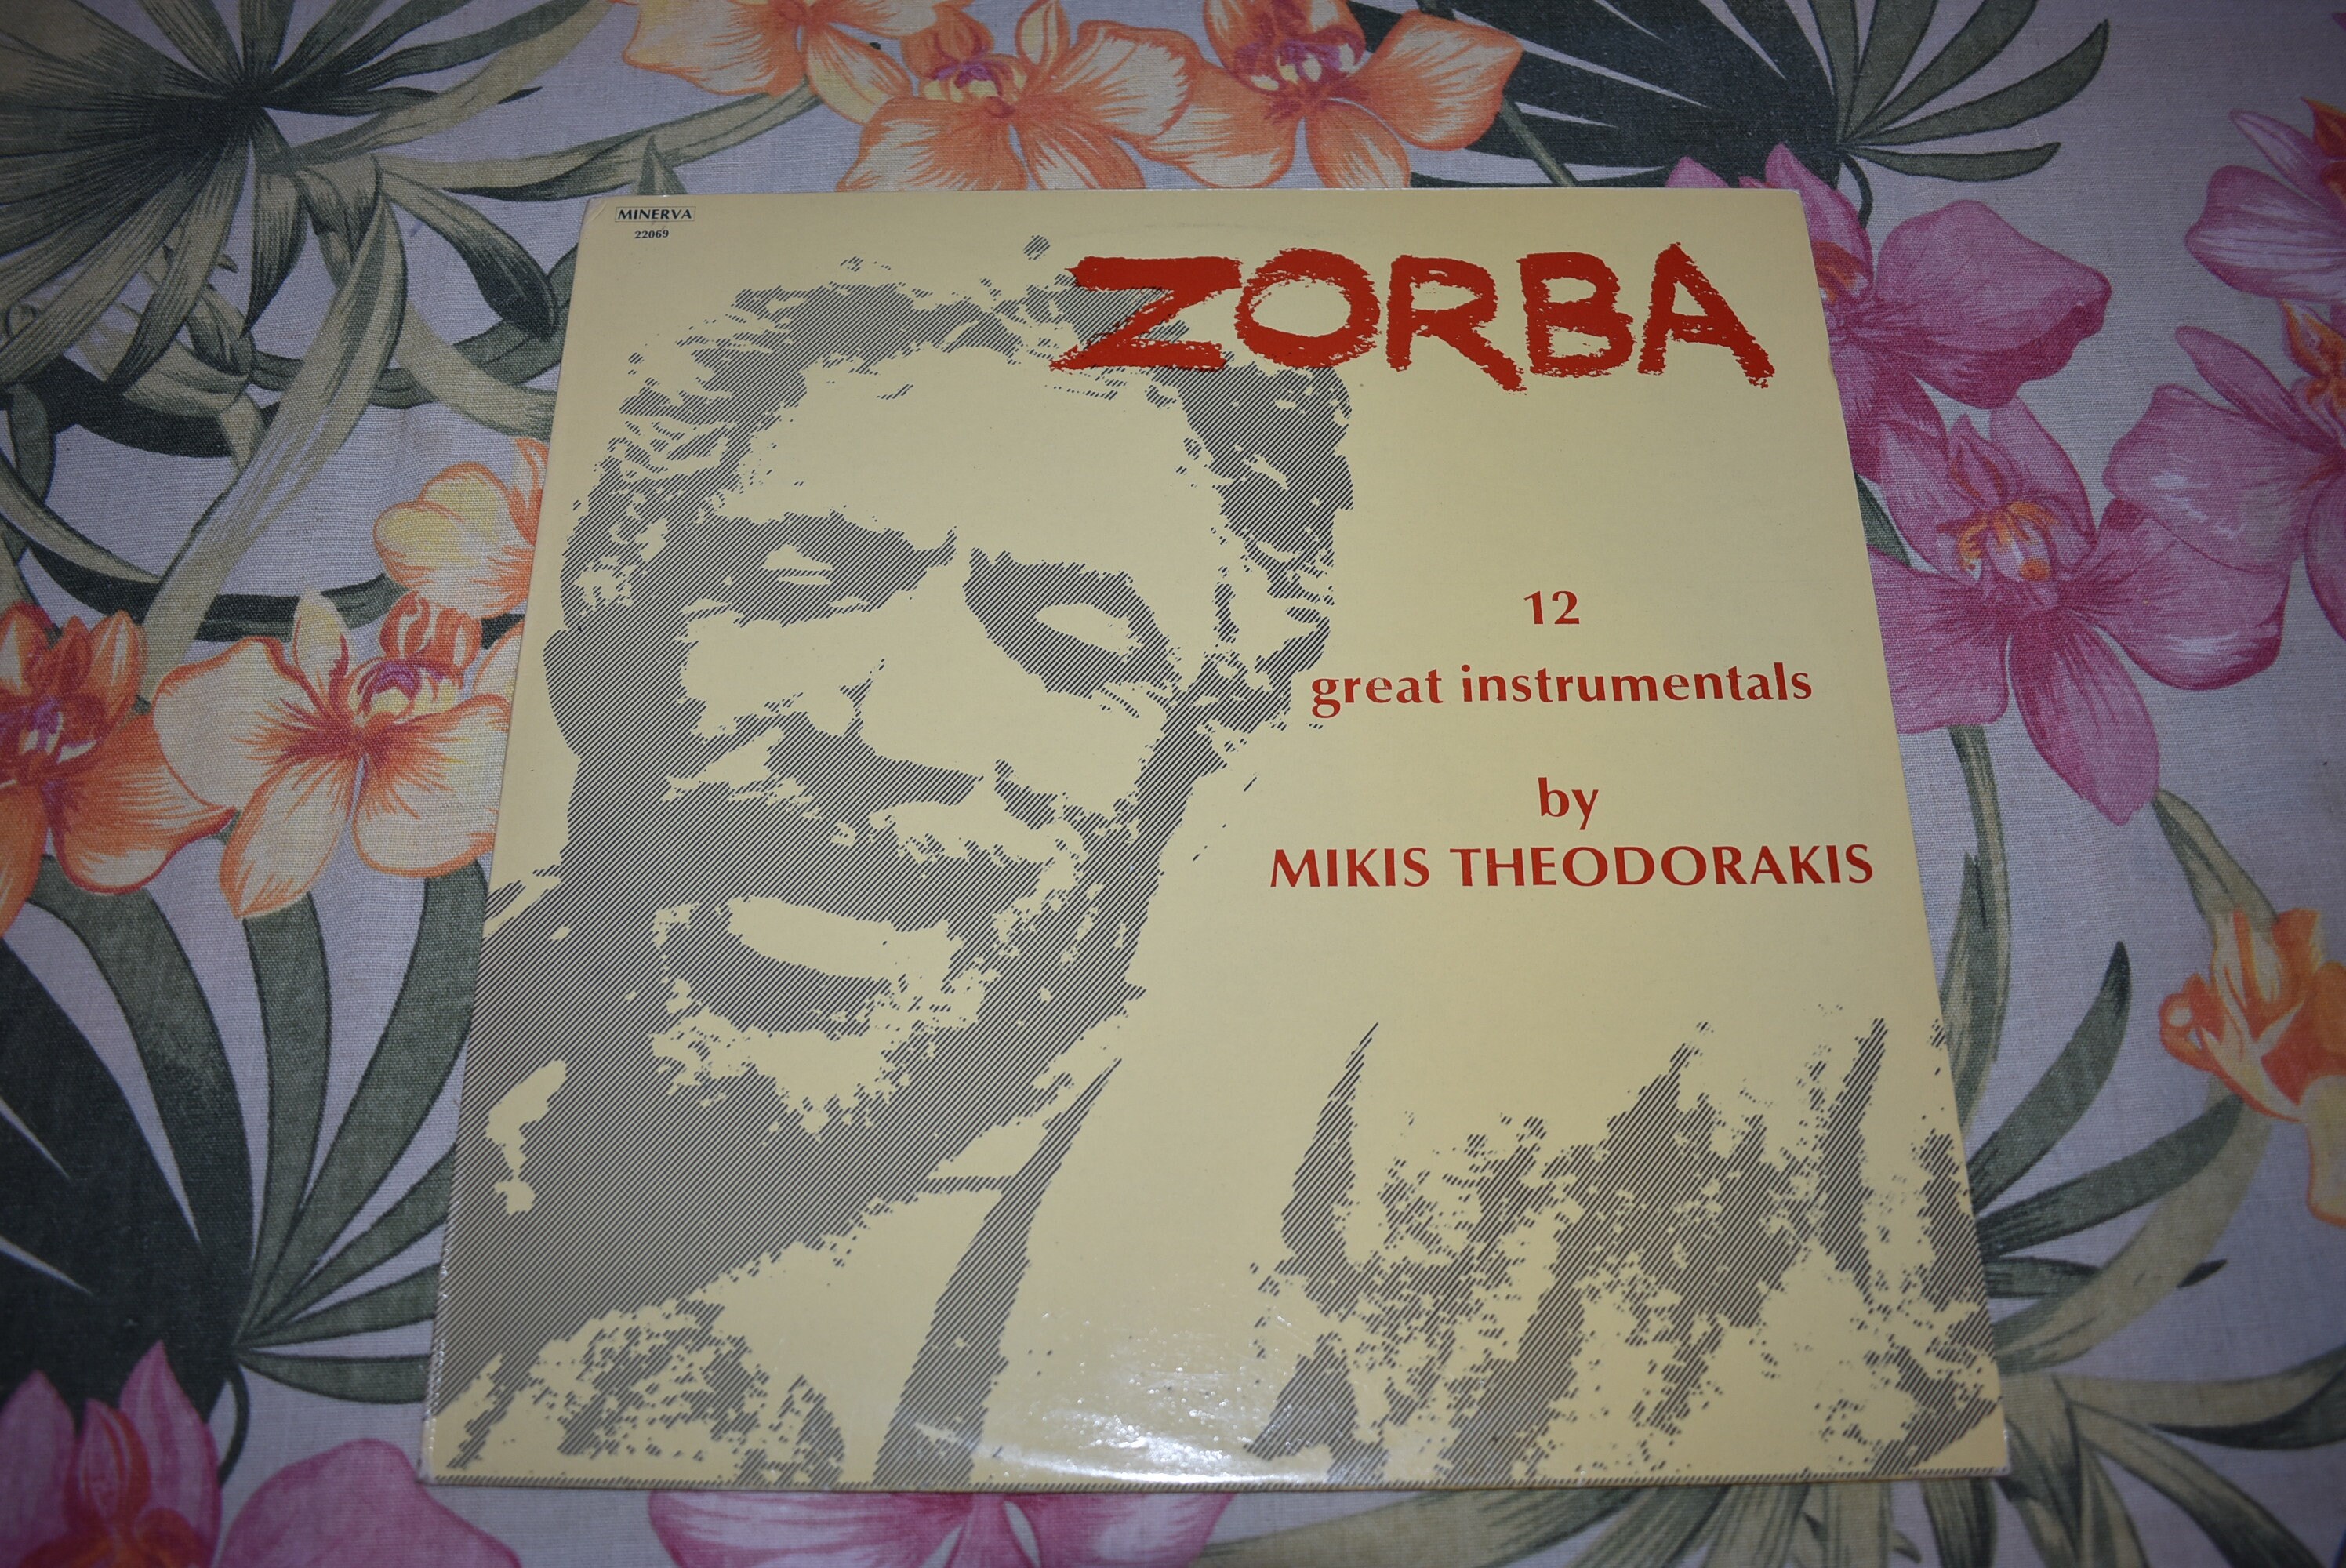 MINERVA
22069
ZORBA
12
great instrumentals
by
MIKIS THEODORAKIS